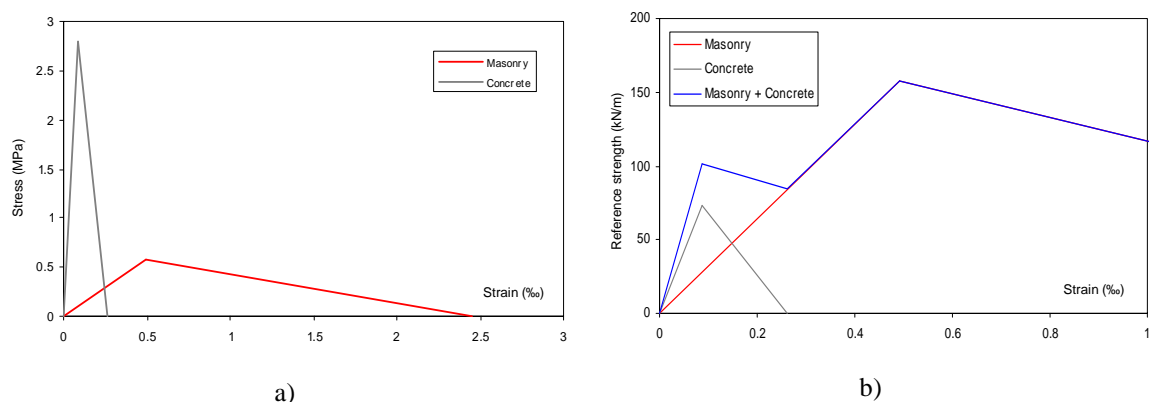 3
2.5
2
1.5
1
0.5
0
Stress (MPa)
Masonry
Concrete
Strain (‰)
0 0.5 1 1.5 2 2.5 3
a)
200
150
100
50
0
Reference strength (kN/m)
Masonry
Concrete
Masonry + Concrete
Strain (‰)
0 0.2 0.4 0.6 0.8 1
b)